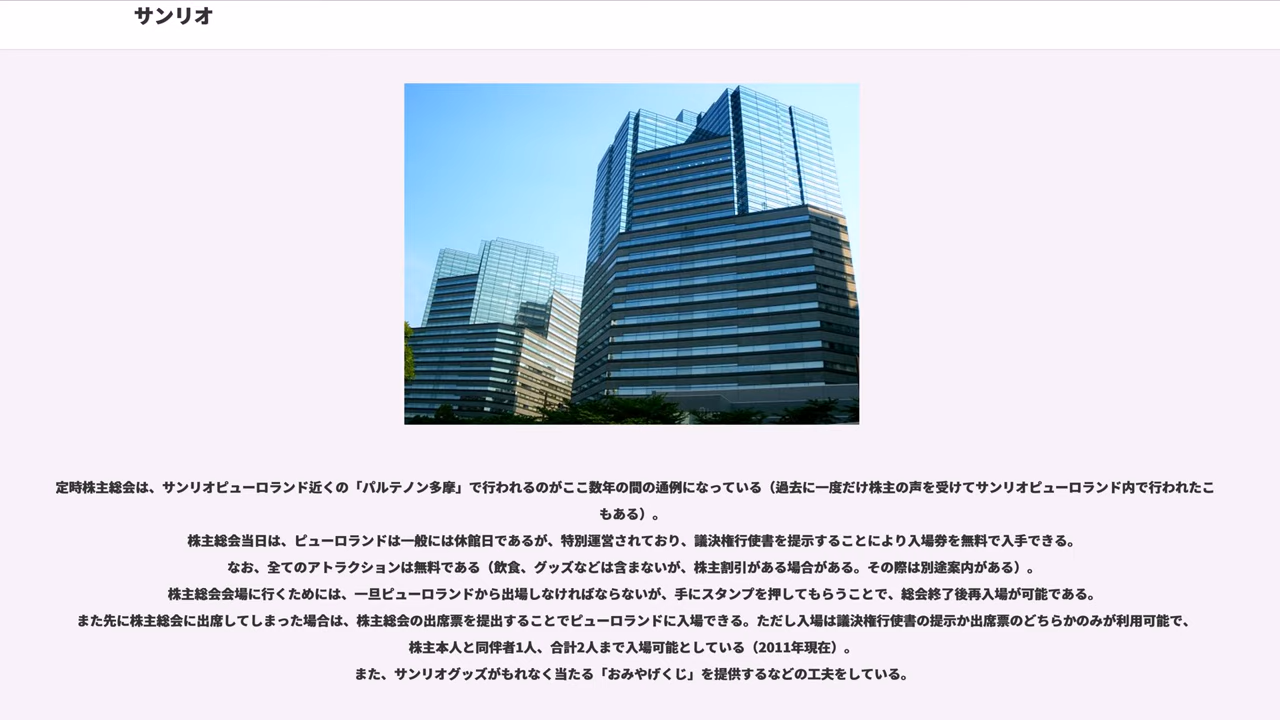 サンリオ
定時株主総会は、サンリオピューロランド近くの「パルテノン多摩」で行われるのがここ数年の間の通例になっている（過去に一度だけ株主の声を受けてサンリオピューロランド内で行われたこ
もある）。
株主総会当日は、ピューロランドは一般には休館日であるが、特別運営されており、議決権行使書を提示することにより入場券を無料で入手できる。
なお、全てのアトラクションは無料である（飲食、グッズなどは含まないが、株主割引がある場合がある。その際は別途案内がある）。
株主総会会場に行くためには、一旦ピューロランドから出場しなければならないが、手にスタンプを押してもらうことで、総会終了後再入場が可能である。
また先に株主総会に出席してしまった場合は、株主総会の出席票を提出することでピューロランドに入場できる。ただし入場は議決権行使書の提示か出席票のどちらかのみが利用可能で、
株主本人と同伴者1人、合計2人まで入場可能としている（2011年現在）。
また、サンリオグッズがもれなく当たる「おみやげくじ」を提供するなどの工夫をしている。